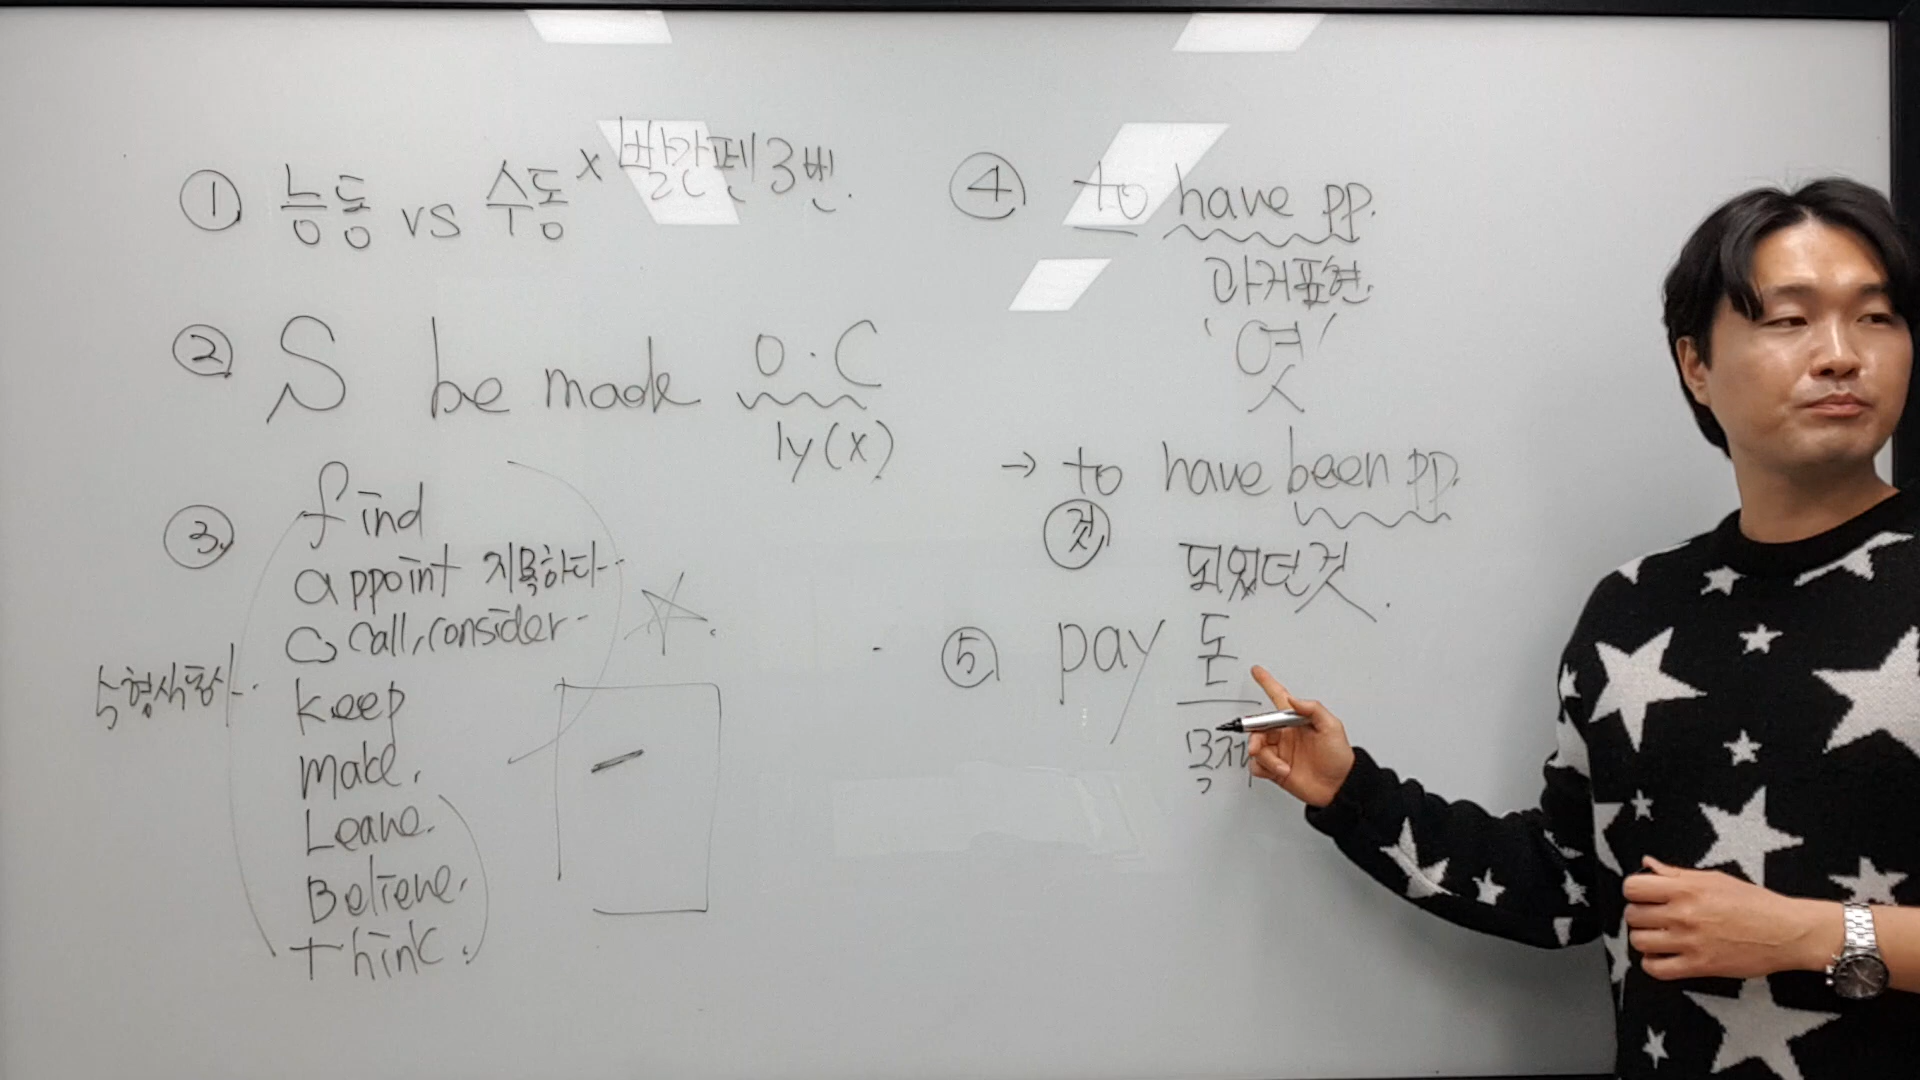 ① 능동 vs 수동 x 빨간펜 3번.
② S be made O.C
ly(x)
③ find
appoint 지목하다
call, consider
5형식동사.
keep
make.
Leave.
Believe.
think.
④ to have pp.
과거표현.
'엿'
→ to have been pp.
것
되었던 것.
⑤ pay 돈